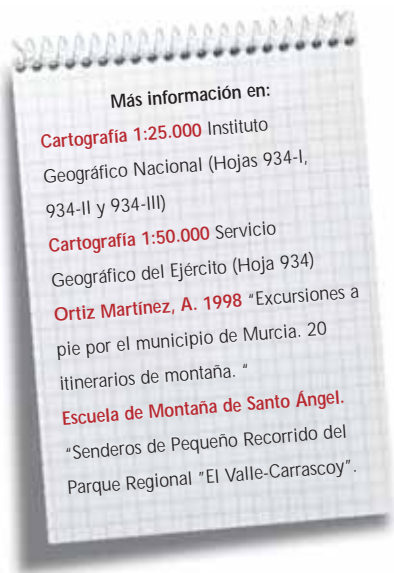 Más información en:
Cartografía 1:25.000 Instituto
Geográfico Nacional (Hojas 934-I,
934-II y 934-III)
Cartografía 1:50.000 Servicio
Geográfico del Ejército (Hoja 934)
Ortiz Martínez, A. 1998 "Excursiones a
pie por el municipio de Murcia. 20
itinerarios de montaña. "
Escuela de Montaña de Santo Ángel.
"Senderos de Pequeño Recorrido del
Parque Regional "El Valle-Carrascoy".